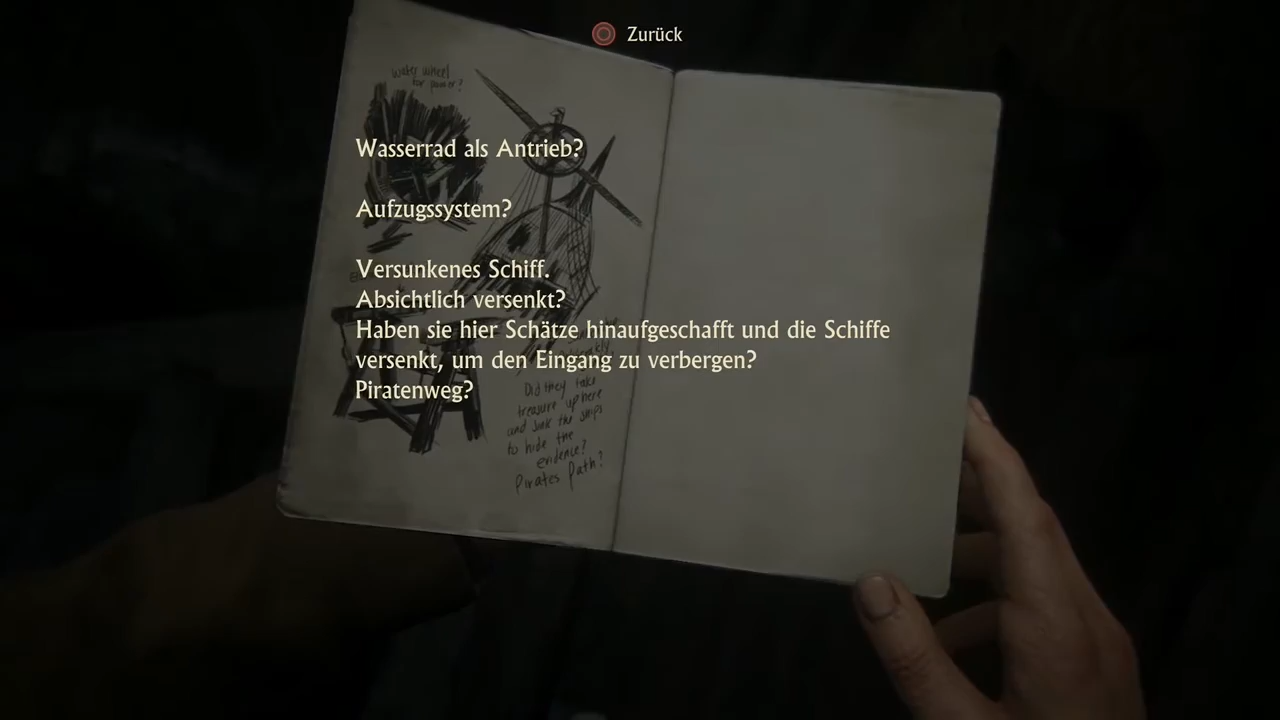 Zurück
water wheel
for power?
Wasserrad als Antrieb?
Aufzugssystem?
Versunkenes Schiff.
Absichtlich versenkt?
Haben sie hier Schätze hinaufgeschafft und die Schiffe
versenkt, um den Eingang zu verbergen?
Piratenweg?
Did they take
treasure up here
and sink the ships
to hide the
evidence?
Pirates Path?